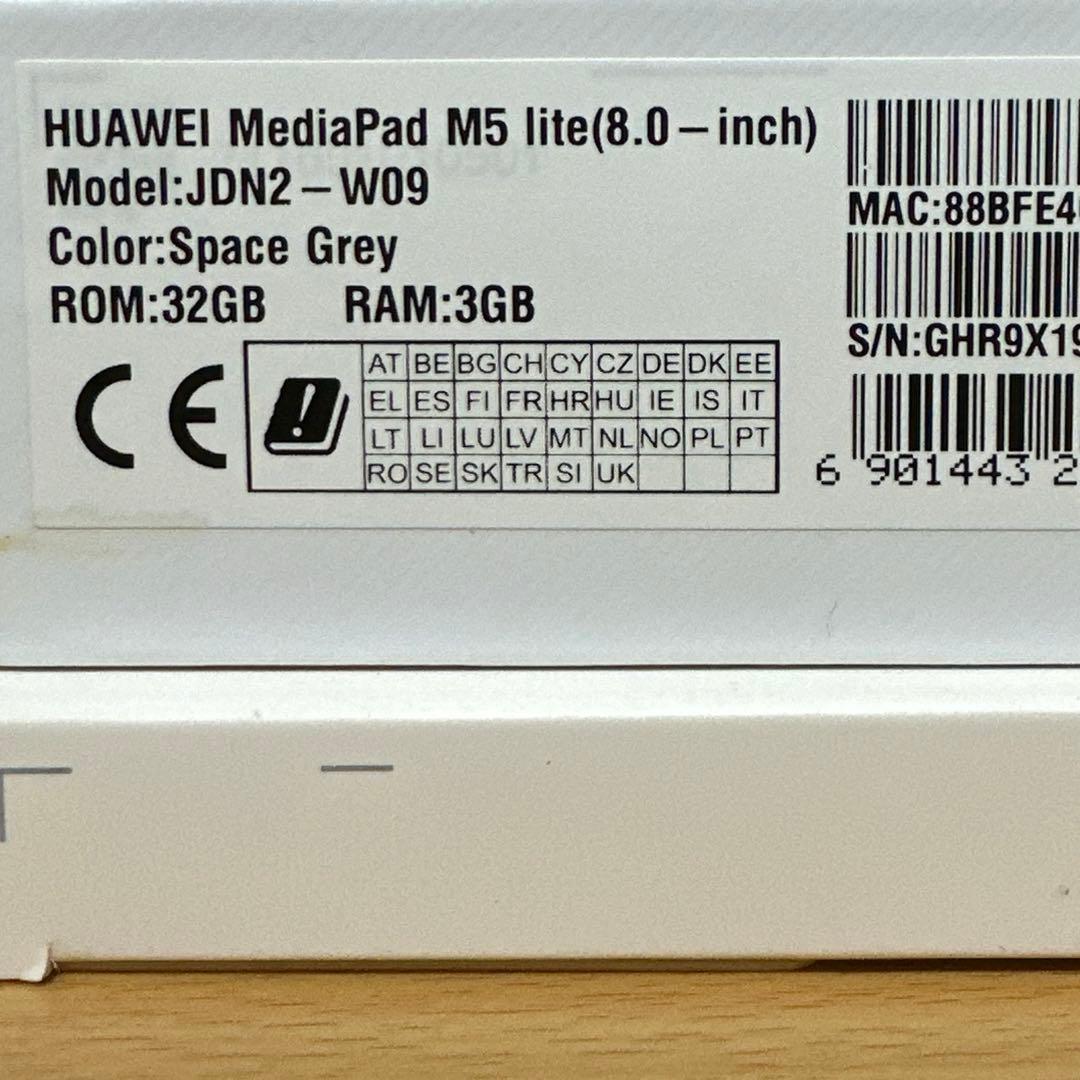 HUAWEI MediaPad M5 lite(8.0-inch)
Model:JDN2-W09
Color:Space Grey
ROM:32GB RAM:3GB
CE
AT BE BG CH CY CZ DE DK EE
EL ES FI FR HR HU IE IS IT
LT LI LU LV MT NL NO PL PT
RO SE SK TR SI UK
MAC:88BFE4
S/N:GHR9X19
6 901443 2